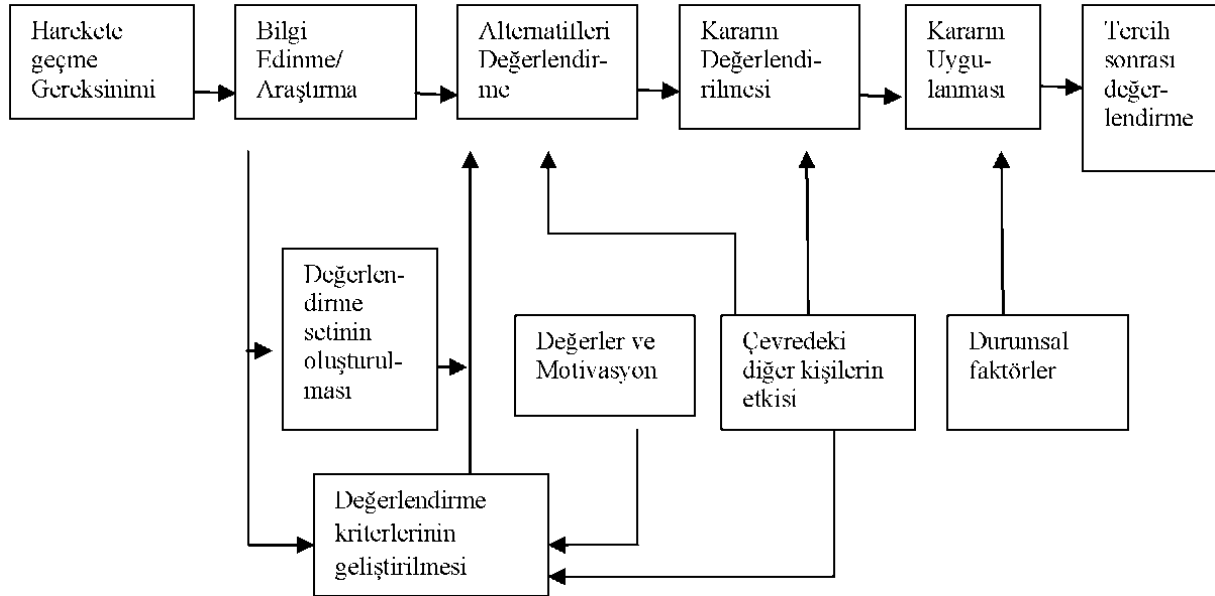 Harekete
geçme
Gereksinimi
Bilgi
Edinme/
Araştırma
Alternatifleri
Değerlendir-
me
Kararın
Değerlendi-
rilmesi
Kararın
Uygu-
lanması
Tercih
sonrası
değer-
lendirme
Değerlen-
dirme
setinin
oluşturul-
ması
Değerler ve
Motivasyon
Çevredeki
diğer kişilerin
etkisi
Durumsal
faktörler
Değerlendirme
kriterlerinin
geliştirilmesi